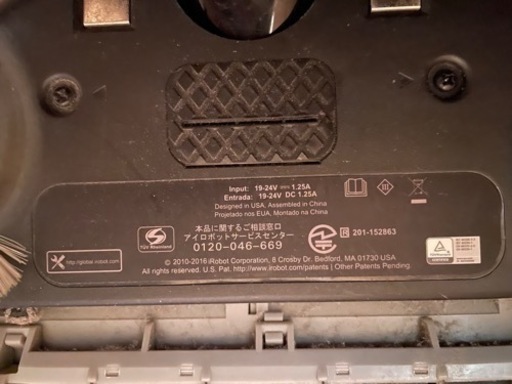 Input: 19-24V ⎓ 1.25A
Entrada: 19-24V DC 1.25A
Designed in USA, Assembled in China
Projetado nos EUA. Montado na China
TÜV Rheinland
本品に関するご相談窓口
アイロボットサービスセンター
0120-046-669
R 201-152863
http://global.irobot.com
© 2010-2016 iRobot Corporation, 8 Crosby Dr. Bedford, MA 01730 USA
All rights reserved. U.S. Pat. http://www.irobot.com/patents | Other Patents Pending